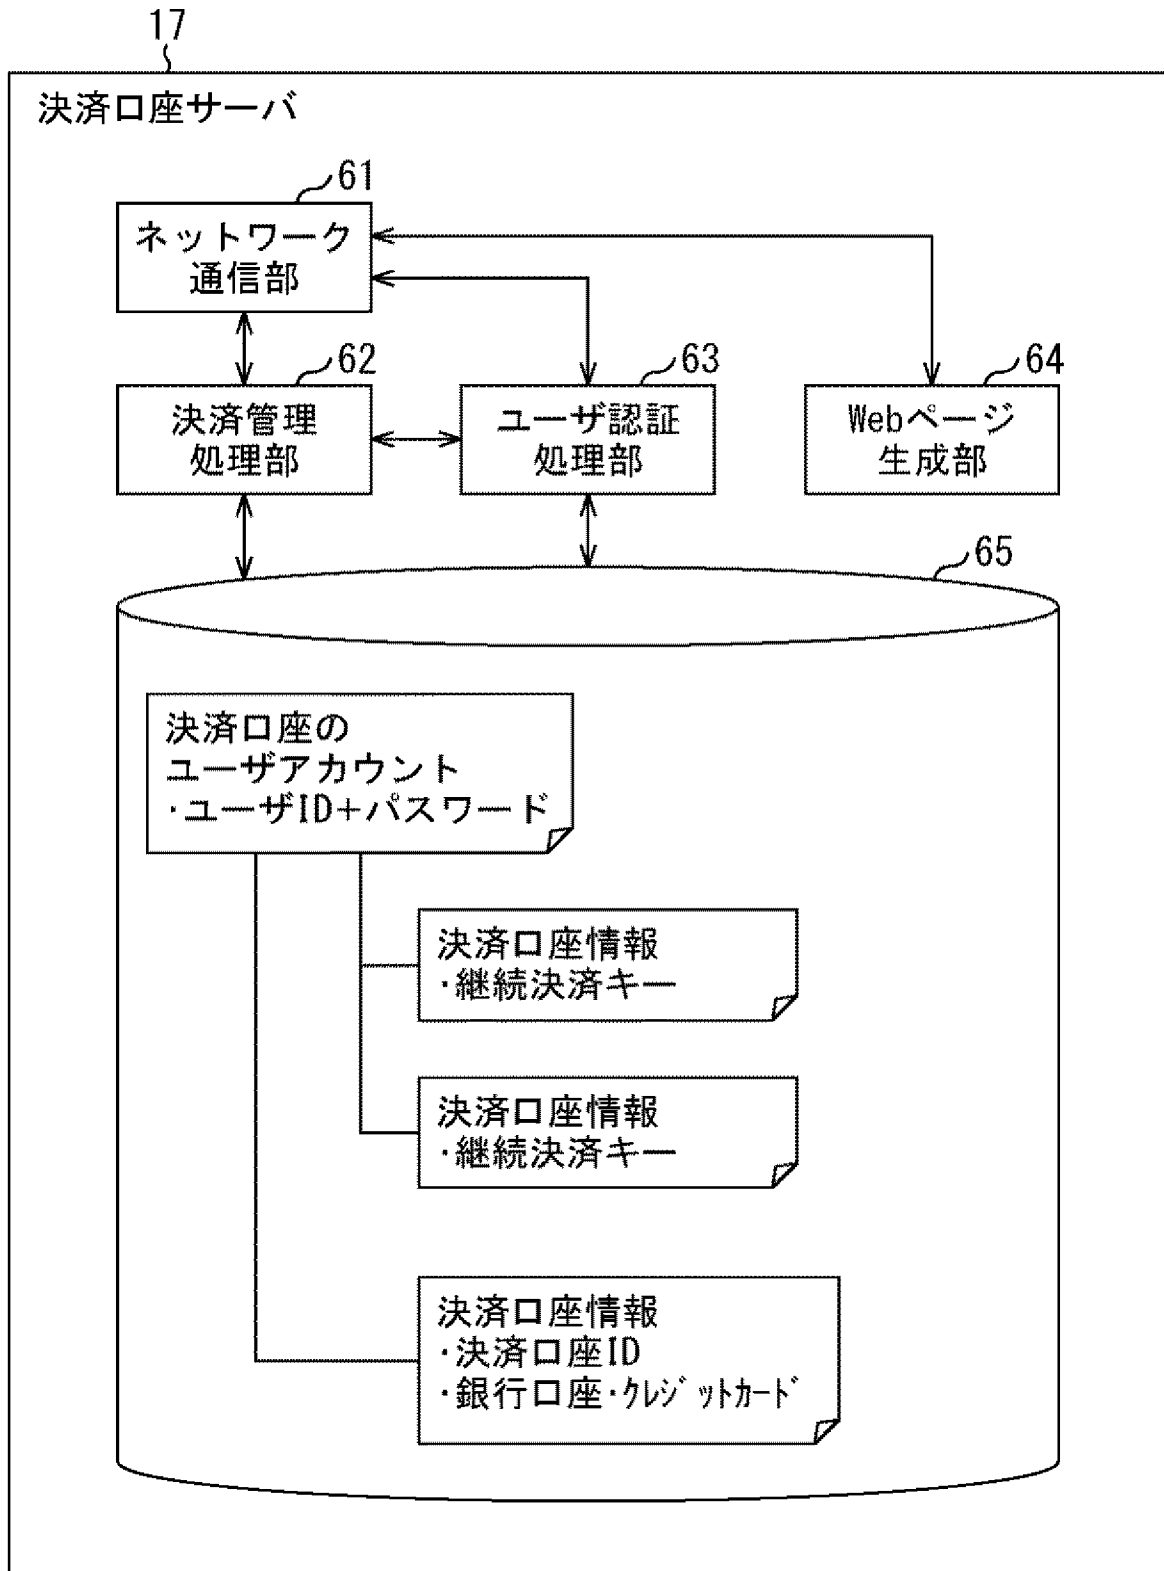 17
決済口座サーバ
61
ネットワーク
通信部
62
決済管理
処理部
63
ユーザ認証
処理部
64
Webページ
生成部
65
決済口座の
ユーザアカウント
・ユーザID+パスワード
決済口座情報
・継続決済キー
決済口座情報
・継続決済キー
決済口座情報
・決済口座ID
・銀行口座・ｸﾚｼﾞｯﾄｶｰﾄﾞ